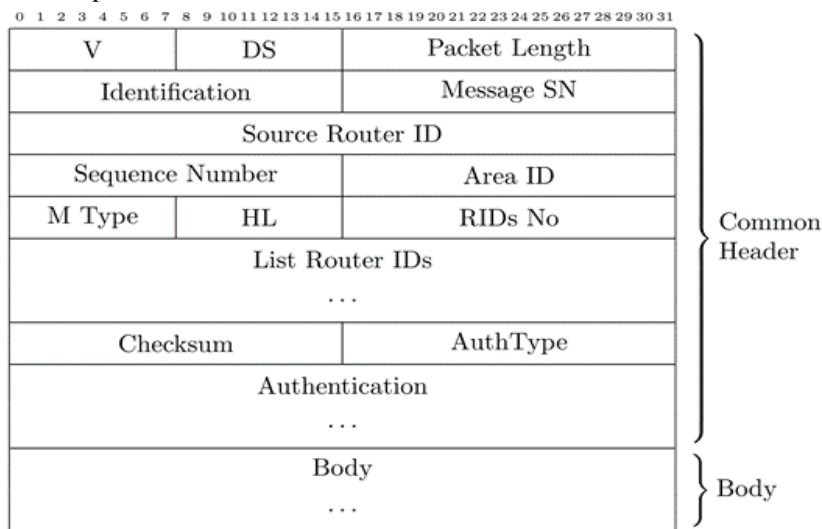 0 1 2 3 4 5 6 7 8 9 10 11 12 13 14 15 16 17 18 19 20 21 22 23 24 25 26 27 28 29 30 31
V DS Packet Length
Identification Message SN
Source Router ID
Sequence Number Area ID
M Type HL RIDs No
Common
Header
List Router IDs
...
Checksum AuthType
Authentication
...
Body
...
Body